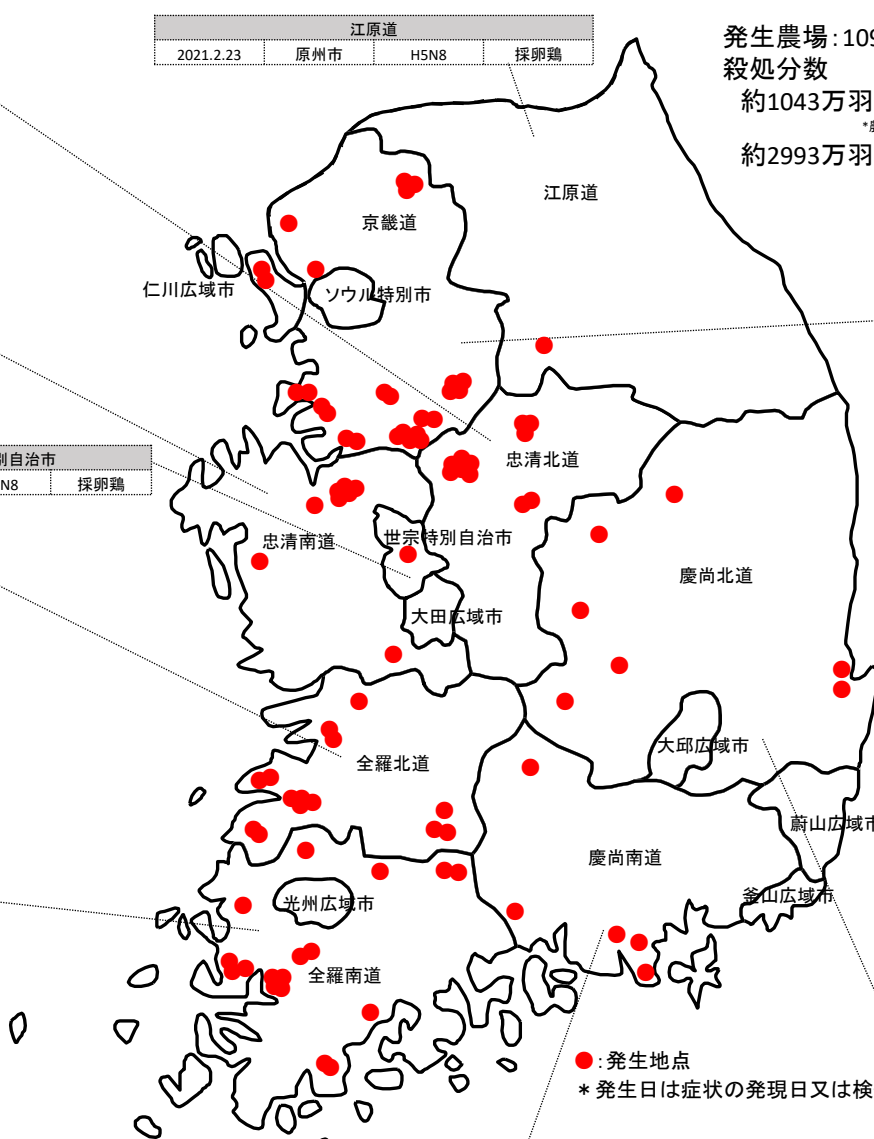 江原道
2021.2.23 原州市 H5N8 採卵鶏
発生農場:109
殺処分数
約1043万羽
約2993万羽
江原道
京畿道
仁川広域市
ソウル特別市
別自治市
N8 採卵鶏
忠清北道
忠清南道
世宗特別自治市
慶尚北道
大田広域市
大邱広域市
全羅北道
蔚山広域市
慶尚南道
釜山広域市
光州広域市
全羅南道
:発生地点
*発生日は症状の発現日又は検